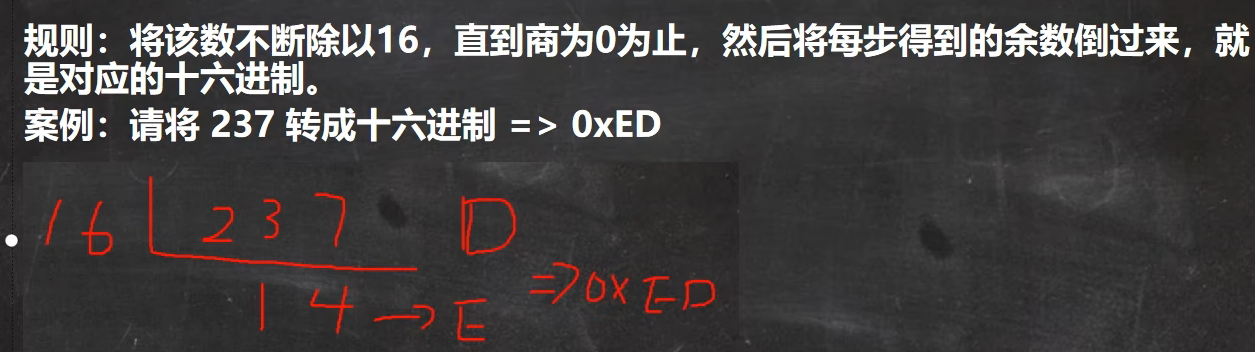 规则：将该数不断除以16，直到商为0为止，然后将每步得到的余数倒过来，就
是对应的十六进制。
案例：请将 237 转成十六进制 => 0xED
16 237 D
14 → E => 0xED